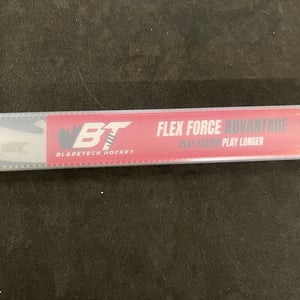 BT
BLADETECH HOCKEY
FLEX FORCE ADVANTAGE
PLAY FASTER PLAY LONGER